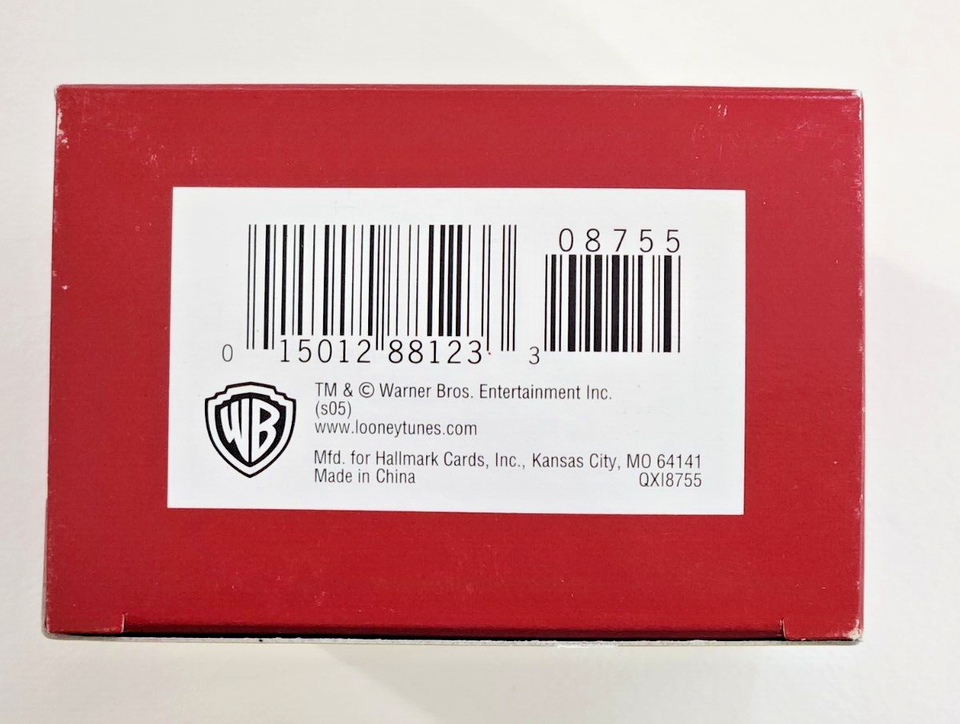 08755
0 15012 88123 3
WB
TM & © Warner Bros. Entertainment Inc.
(s05)
www.looneytunes.com
Mfd. for Hallmark Cards, Inc., Kansas City, MO 64141
Made in China
QXI8755